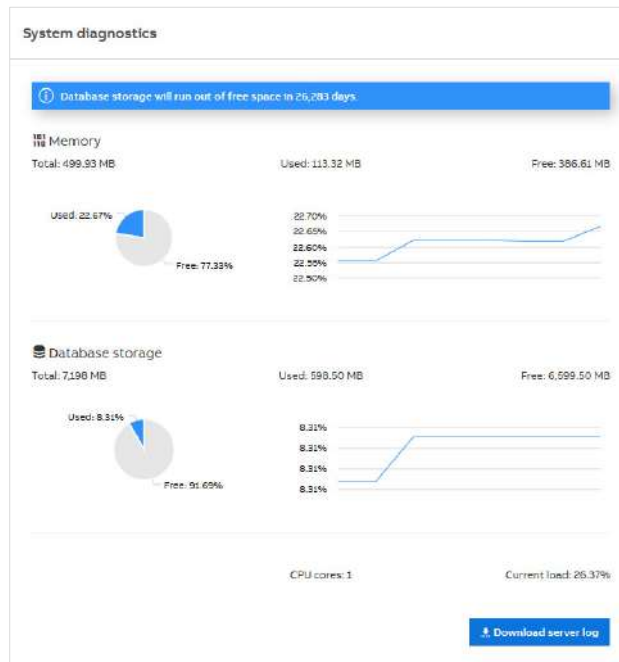 System diagnostics
Database storage will run out of free space in 26,283 days.
Memory
Total: 499.93 MB Used: 113.32 MB Free: 386.61 MB
Used: 22.67%
Free: 77.33%
22.70%
22.65%
22.60%
22.55%
22.50%
Database storage
Total: 7,198 MB Used: 598.50 MB Free: 6,599.50 MB
Used: 8.31%
Free: 91.69%
8.31%
8.31%
8.31%
8.31%
CPU cores: 1 Current load: 26.37%
Download server log